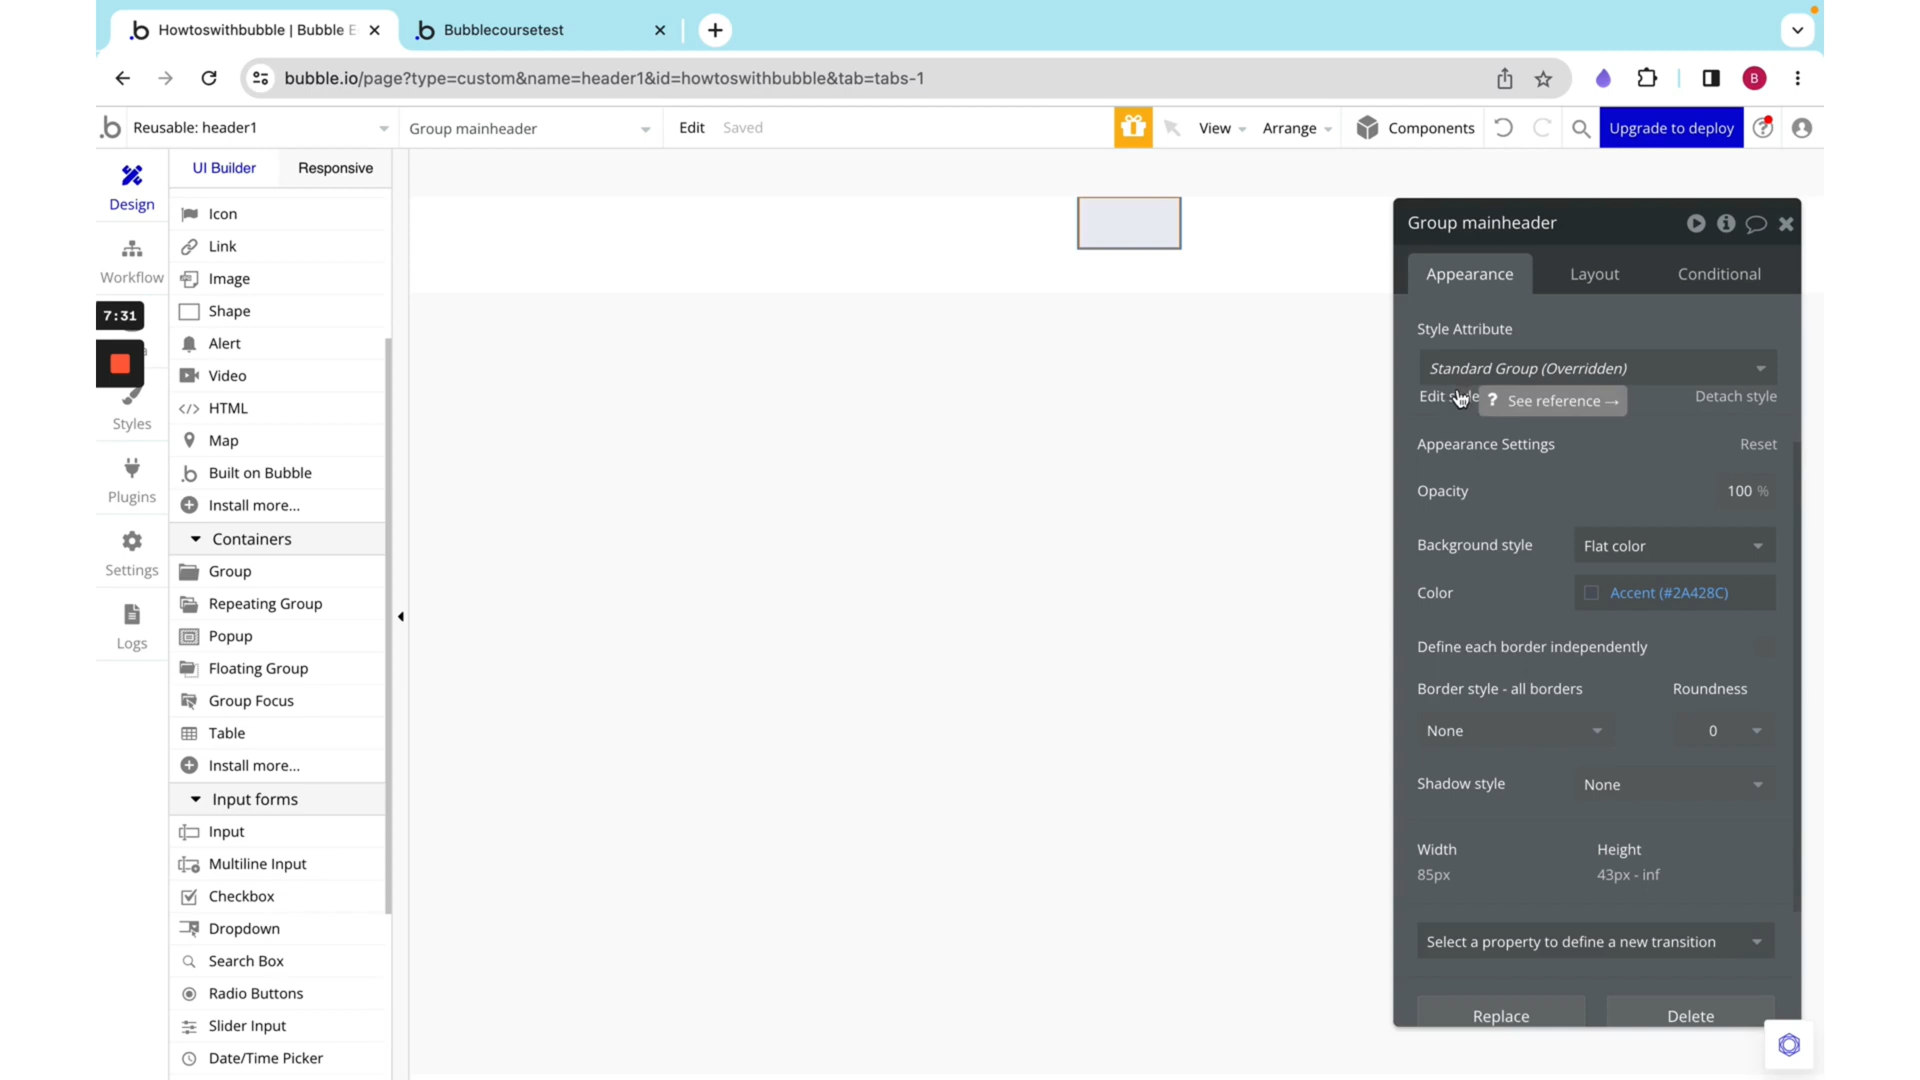 Howtoswithbubble | Bubble E
Bubblecoursetest
bubble.io/page?type=custom&name=header1&id=howtoswithbubble&tab=tabs-1
B
Reusable: header1
Group mainheader
Edit
Saved
View
Arrange
Components
Upgrade to deploy
UI Builder
Responsive
Design
Workflow
7:31
Styles
Plugins
Settings
Logs
Icon
Link
Image
Shape
Alert
Video
</> HTML
Map
Built on Bubble
Install more...
Containers
Group
Repeating Group
Popup
Floating Group
Group Focus
Table
Install more...
Input forms
Input
Multiline Input
Checkbox
Dropdown
Search Box
Radio Buttons
Slider Input
Date/Time Picker
Group mainheader
Appearance
Layout
Conditional
Style Attribute
Standard Group (Overridden)
Edit style
? See reference →
Detach style
Appearance Settings
Reset
Opacity
100 %
Background style
Flat color
Color
Accent (#2A428C)
Define each border independently
Border style - all borders
Roundness
None
0
Shadow style
None
Width
Height
85px
43px - inf
Select a property to define a new transition
Replace
Delete